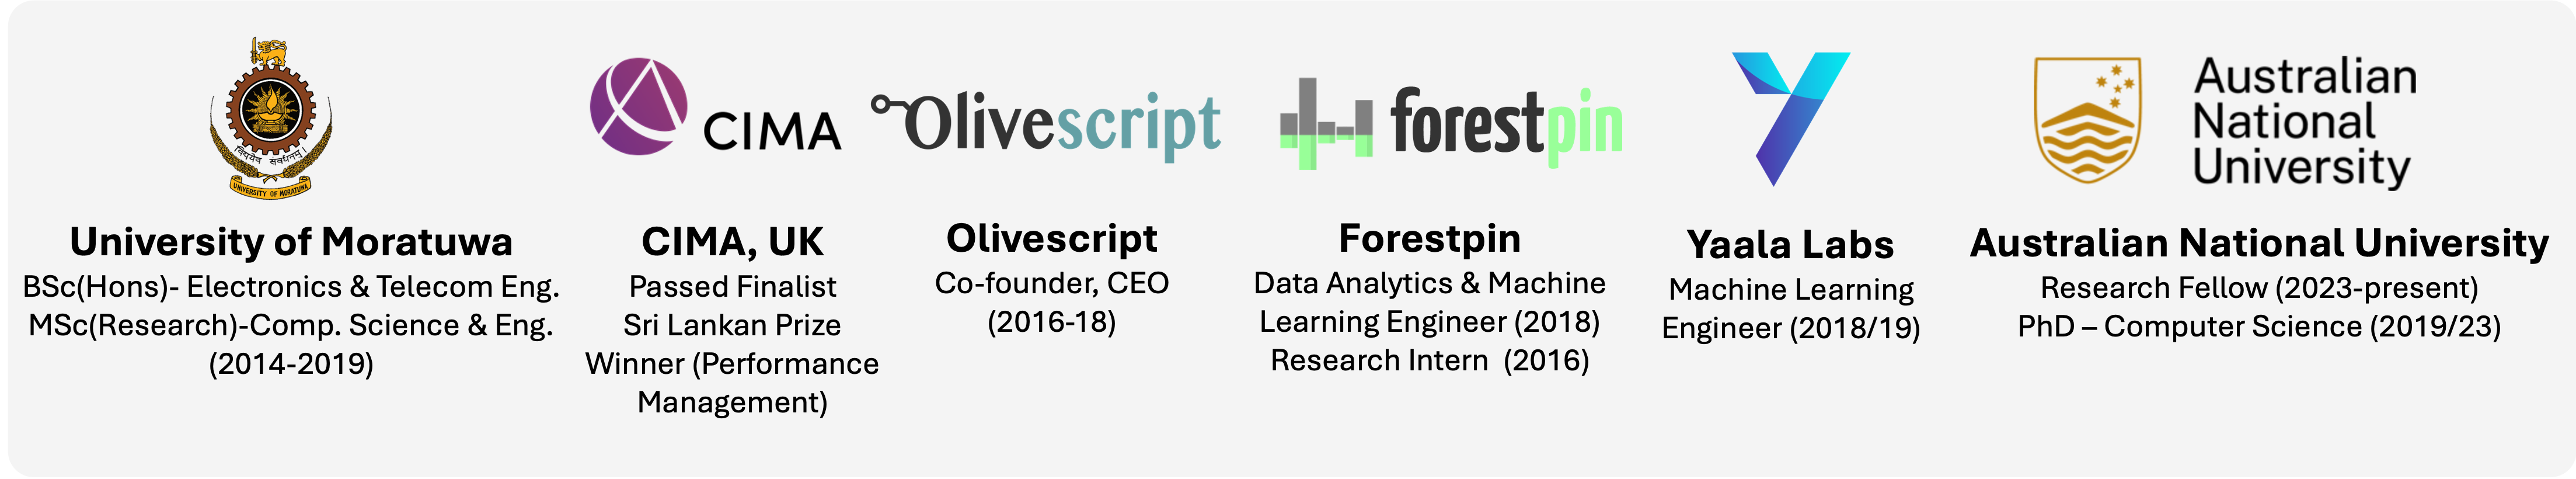 विद्यैव सर्वधनम्।
UNIVERSITY OF MORATUWA
University of Moratuwa
BSc(Hons)- Electronics & Telecom Eng.
MSc(Research)-Comp. Science & Eng.
(2014-2019)
CIMA
CIMA, UK
Passed Finalist
Sri Lankan Prize
Winner (Performance
Management)
Olivescript
Olivescript
Co-founder, CEO
(2016-18)
forestpin
Forestpin
Data Analytics & Machine
Learning Engineer (2018)
Research Intern  (2016)
Yaala Labs
Machine Learning
Engineer (2018/19)
Australian
National
University
Australian National University
Research Fellow (2023-present)
PhD – Computer Science (2019/23)